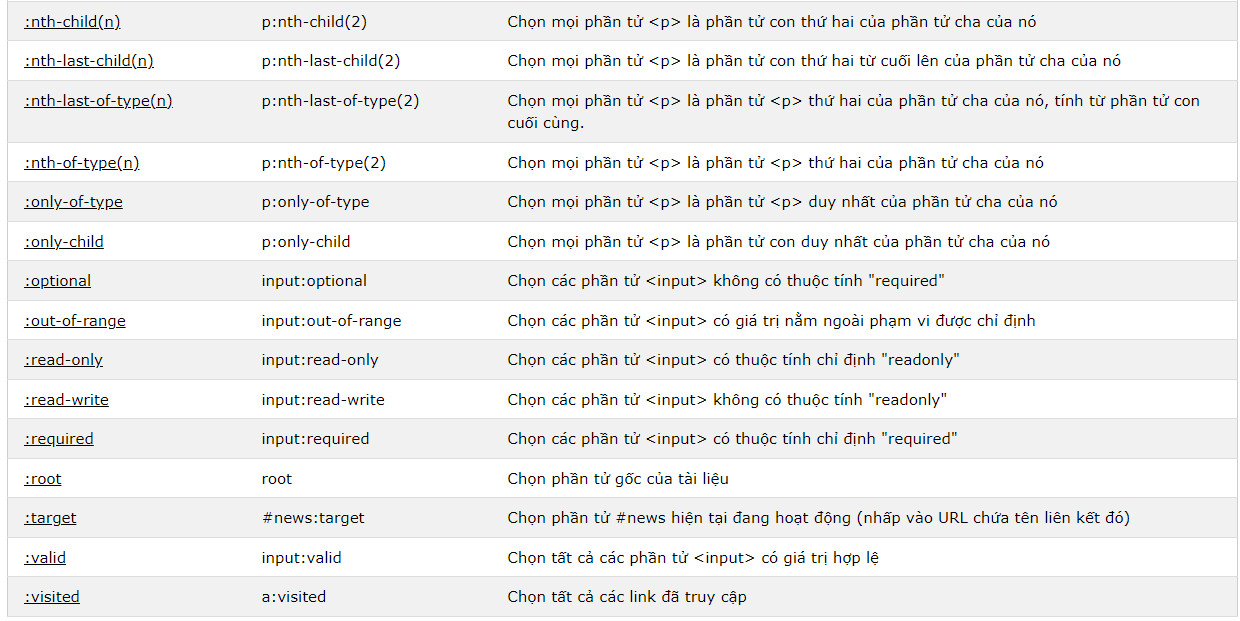 :nth-child(n) p:nth-child(2) Chọn mọi phần tử <p> là phần tử con thứ hai của phần tử cha của nó
:nth-last-child(n) p:nth-last-child(2) Chọn mọi phần tử <p> là phần tử con thứ hai từ cuối lên của phần tử cha của nó
:nth-last-of-type(n) p:nth-last-of-type(2) Chọn mọi phần tử <p> là phần tử <p> thứ hai của phần tử cha của nó, tính từ phần tử con
cuối cùng.
:nth-of-type(n) p:nth-of-type(2) Chọn mọi phần tử <p> là phần tử <p> thứ hai của phần tử cha của nó
:only-of-type p:only-of-type Chọn mọi phần tử <p> là phần tử <p> duy nhất của phần tử cha của nó
:only-child p:only-child Chọn mọi phần tử <p> là phần tử con duy nhất của phần tử cha của nó
:optional input:optional Chọn các phần tử <input> không có thuộc tính "required"
:out-of-range input:out-of-range Chọn các phần tử <input> có giá trị nằm ngoài phạm vi được chỉ định
:read-only input:read-only Chọn các phần tử <input> có thuộc tính chỉ định "readonly"
:read-write input:read-write Chọn các phần tử <input> không có thuộc tính "readonly"
:required input:required Chọn các phần tử <input> có thuộc tính chỉ định "required"
:root root Chọn phần tử gốc của tài liệu
:target #news:target Chọn phần tử #news hiện tại đang hoạt động (nhấp vào URL chứa tên liên kết đó)
:valid input:valid Chọn tất cả các phần tử <input> có giá trị hợp lệ
:visited a:visited Chọn tất cả các link đã truy cập